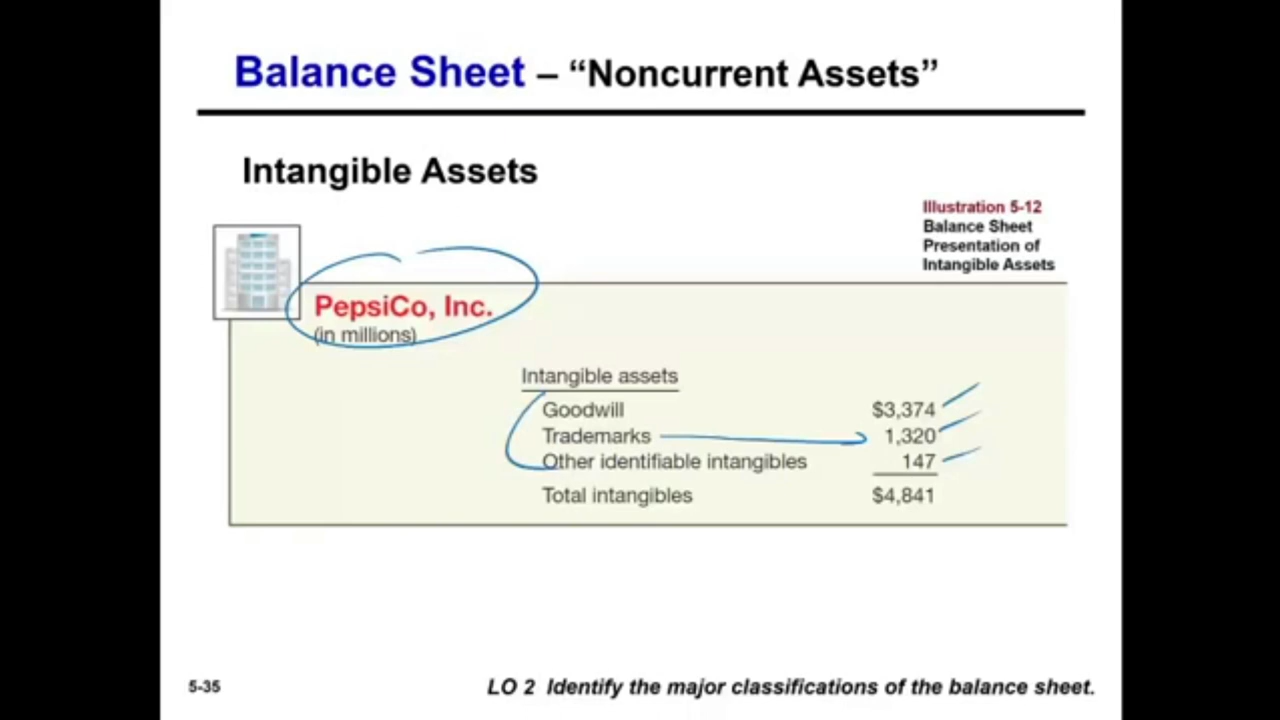 Balance Sheet – “Noncurrent Assets”
Intangible Assets
Illustration 5-12
Balance Sheet
Presentation of
Intangible Assets
PepsiCo, Inc.
(in millions)
Intangible assets
Goodwill $3,374
Trademarks 1,320
Other identifiable intangibles 147
Total intangibles $4,841
5-35
LO 2 Identify the major classifications of the balance sheet.